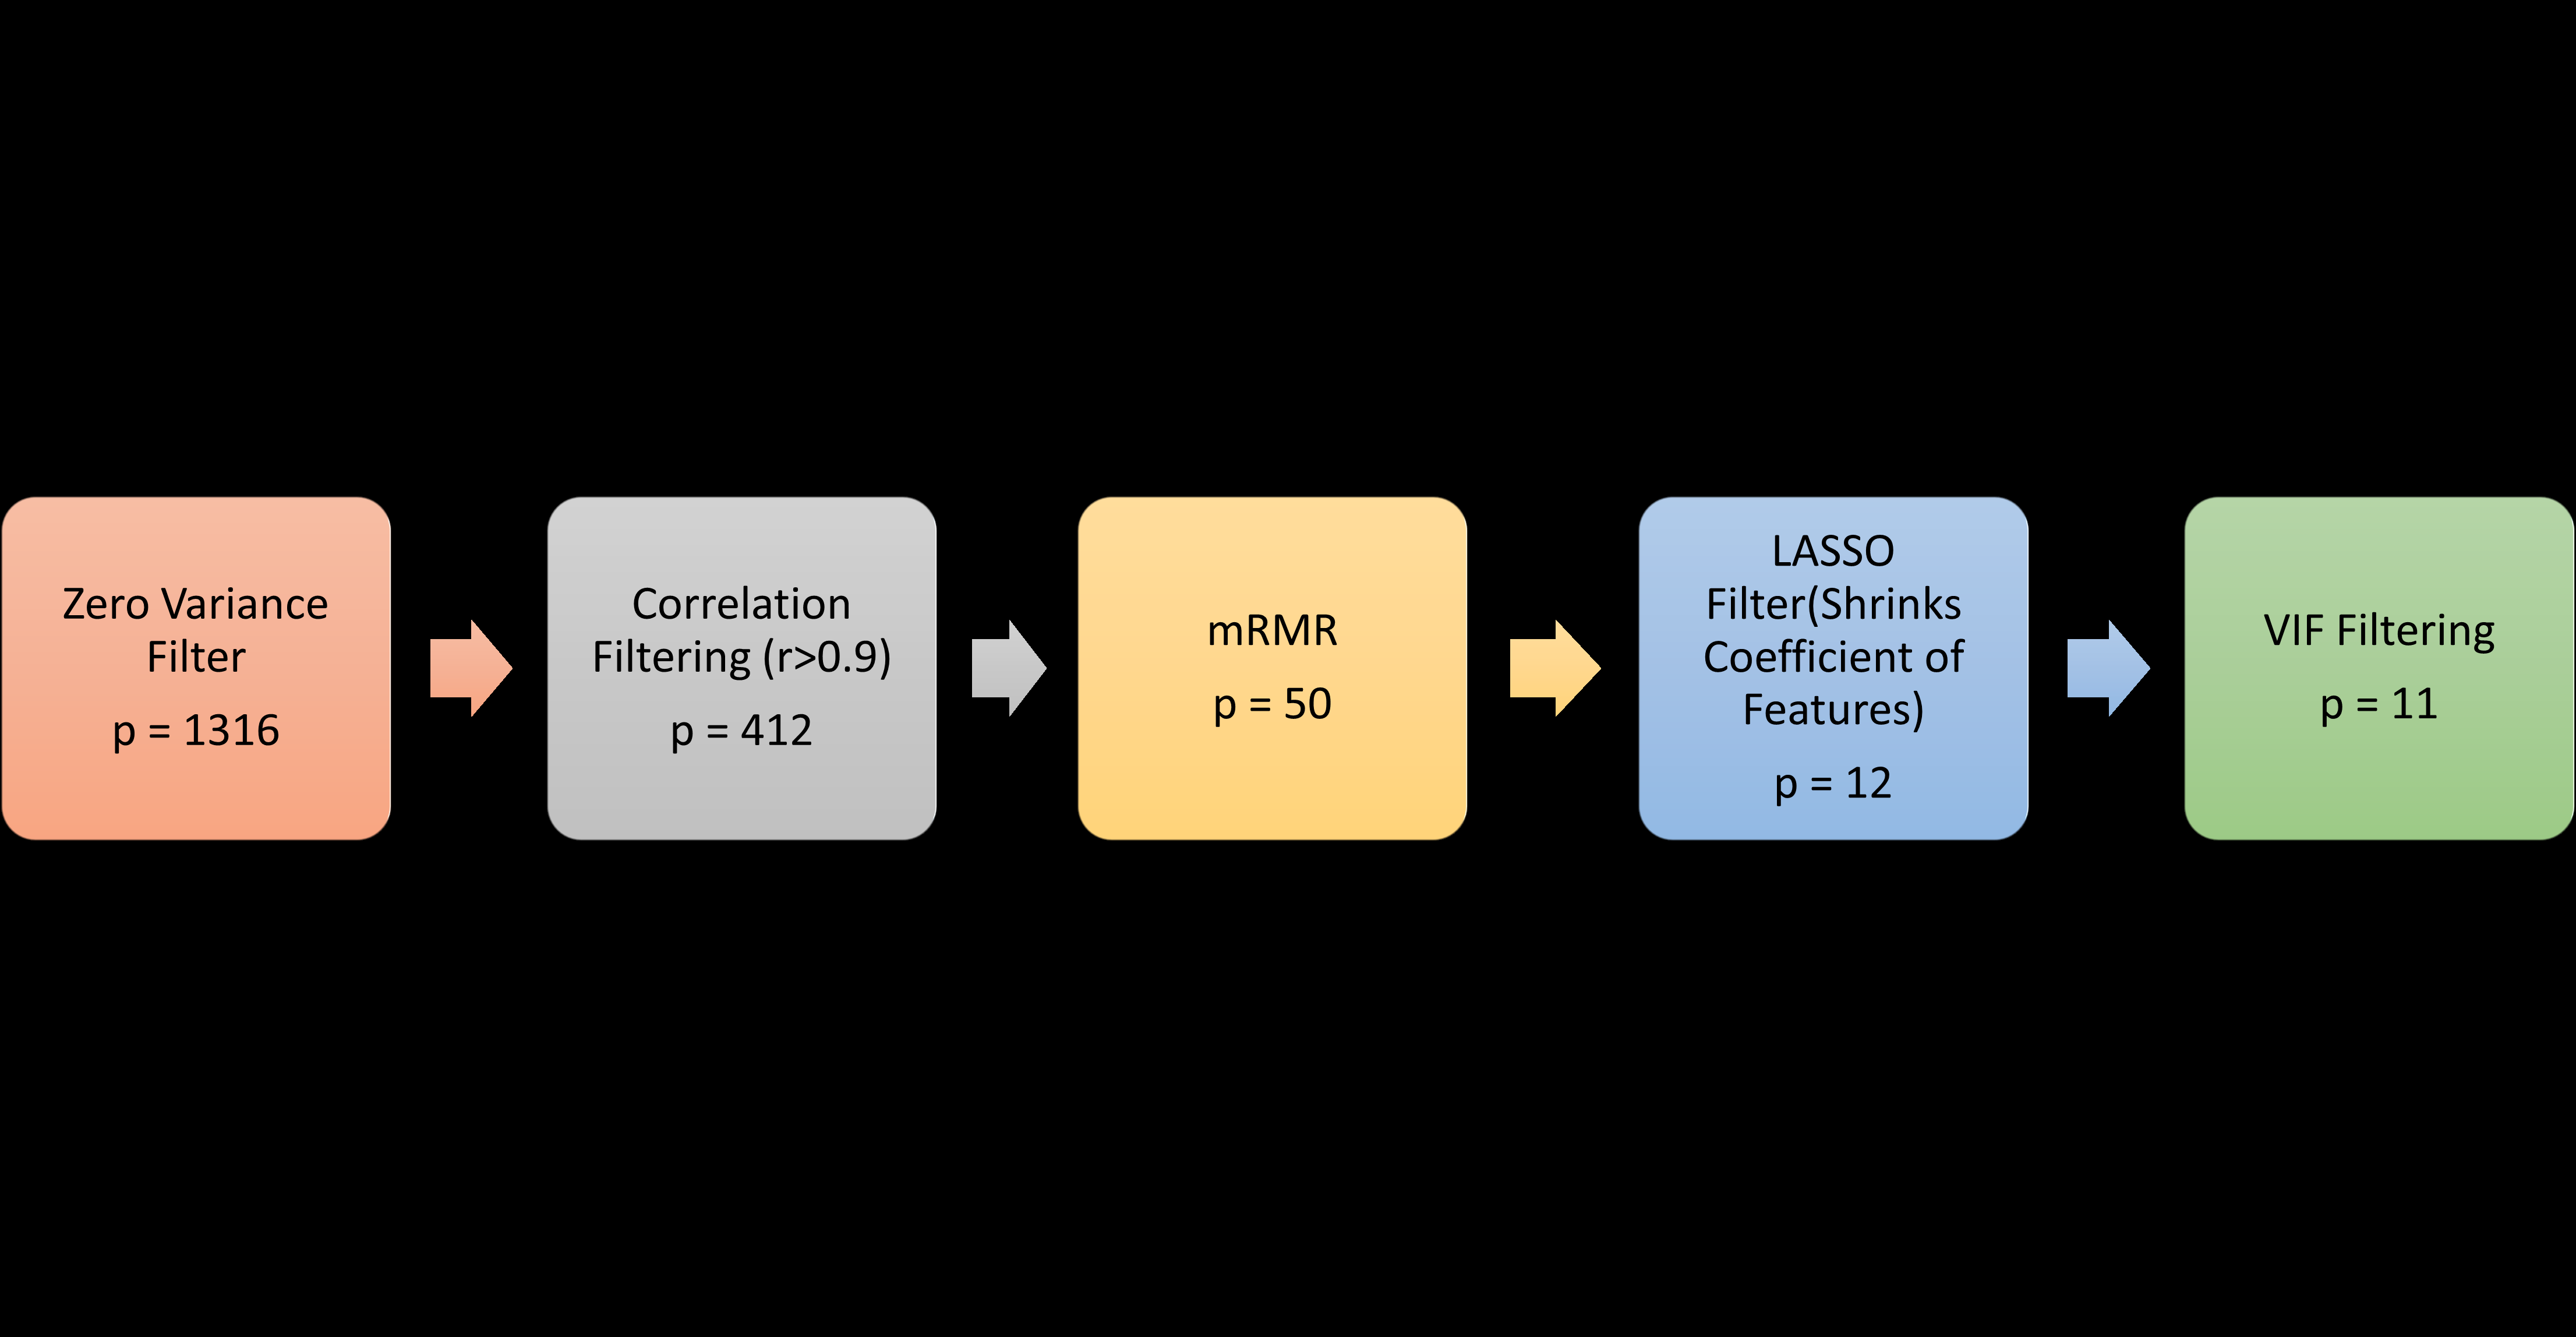 Zero Variance
Filter
p = 1316
Correlation
Filtering (r>0.9)
p = 412
mRMR
p = 50
LASSO
Filter(Shrinks
Coefficient of
Features)
p = 12
VIF Filtering
p = 11